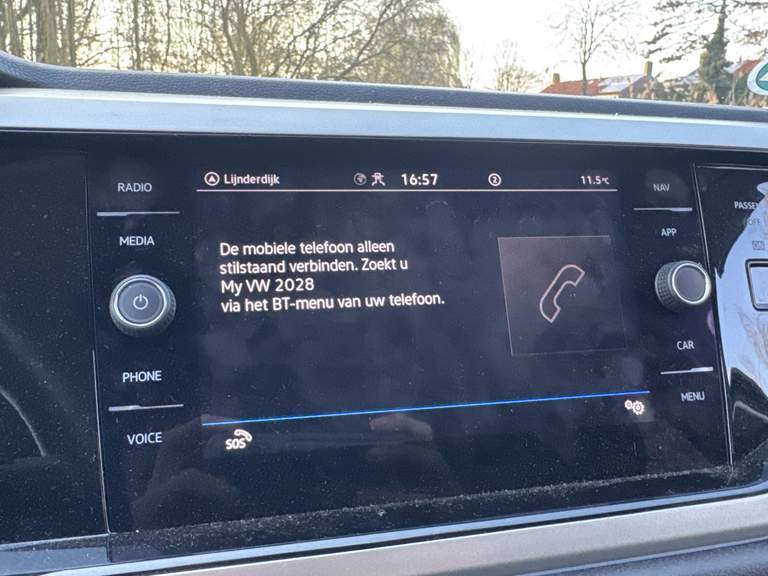 RADIO
MEDIA
PHONE
VOICE
Lijnderdijk
16:57
2
11.5°C
De mobiele telefoon alleen
stilstaand verbinden. Zoekt u
My VW 2028
via het BT-menu van uw telefoon.
SOS
NAV
APP
CAR
MENU
OFF